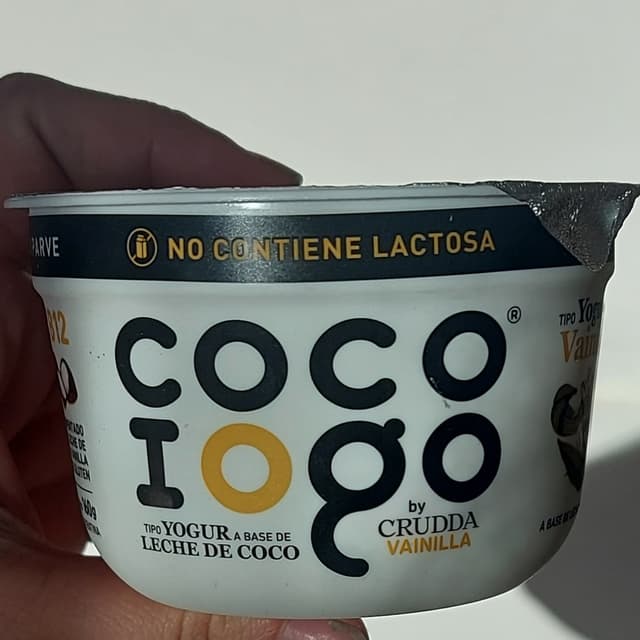 PARVE
NO CONTIENE LACTOSA
COCO®
IOgO
by
CRUDDA
VAINILLA
TIPO YOGUR A BASE DE
LECHE DE COCO
B12
TIPO
A BASE DE